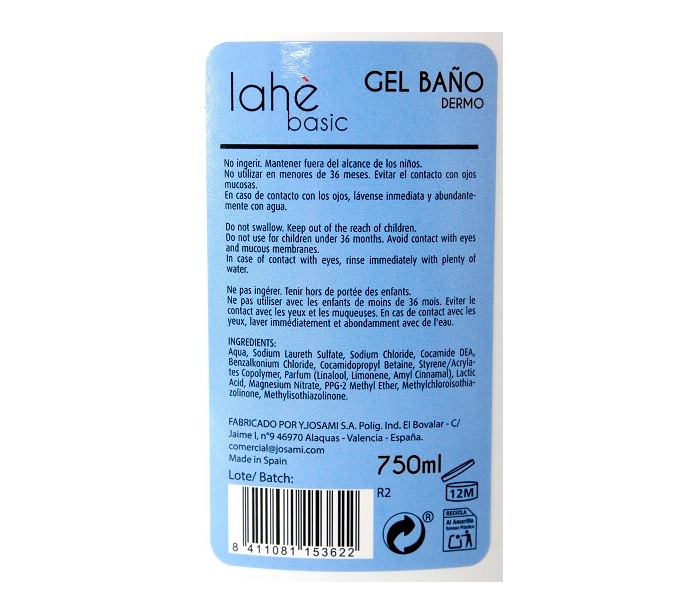 lahè
basic
GEL BAÑO
DERMO
No ingerir. Mantener fuera del alcance de los niños.
No utilizar en menores de 36 meses. Evitar el contacto con ojos
mucosas.
En caso de contacto con los ojos, lávense inmediata y abundante-
mente con agua.
Do not swallow. Keep out of the reach of children.
Do not use for children under 36 months. Avoid contact with eyes
and mucous membranes.
In case of contact with eyes, rinse immediately with plenty of
water.
Ne pas ingérer. Tenir hors de portée des enfants.
Ne pas utiliser avec les enfants de moins de 36 mois. Eviter le
contact avec les yeux et les muqueuses. En cas de contact avec les
yeux, laver immédiatement et abondamment avec de l'eau.
INGREDIENTS:
Aqua, Sodium Laureth Sulfate, Sodium Chloride, Cocamide DEA,
Benzalkonium Chloride, Cocamidopropyl Betaine, Styrene/Acryla-
tes Copolymer, Parfum (Linalool, Limonene, Amyl Cinnamal), Lactic
Acid, Magnesium Nitrate, PPG-2 Methyl Ether, Methylchloroisothia-
zolinone, Methylisothiazolinone.
FABRICADO POR Y.JOSAMI S.A. Polig. Ind. El Bovalar - C/
Jaime I, nº9 46970 Alaquas - Valencia - España.
comercial@josami.com
Made in Spain
750ml
Lote/ Batch:
R2
12M
®
RECICLA
Al Amarillo
Envase Plástico
8 411081 153622